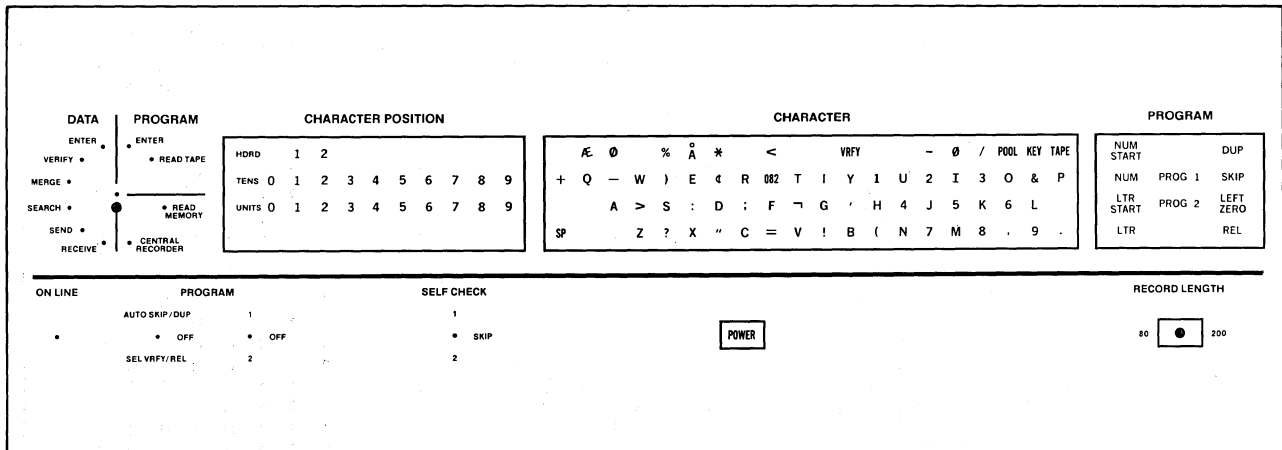 DATA PROGRAM CHARACTER POSITION CHARACTER PROGRAM
ENTER ENTER
VERIFY READ TAPE
MERGE
SEARCH READ MEMORY
SEND
RECEIVE CENTRAL RECORDER
HDRD 1 2
TENS 0 1 2 3 4 5 6 7 8 9
UNITS 0 1 2 3 4 5 6 7 8 9
Æ Ø % Å * < VRFY - Ø / POOL KEY TAPE
+ Q — W ) E ¢ R 082 T | Y 1 U 2 I 3 O & P
A > S : D ; F ¬ G ' H 4 J 5 K 6 L
SP Z ? X " C = V ! B ( N 7 M 8 , 9 .
NUM START DUP
NUM PROG 1 SKIP
LTR START PROG 2 LEFT ZERO
LTR REL
ON LINE PROGRAM SELF CHECK RECORD LENGTH
AUTO SKIP/DUP 1 1
OFF OFF SKIP POWER 80 200
SEL VRFY/REL 2 2